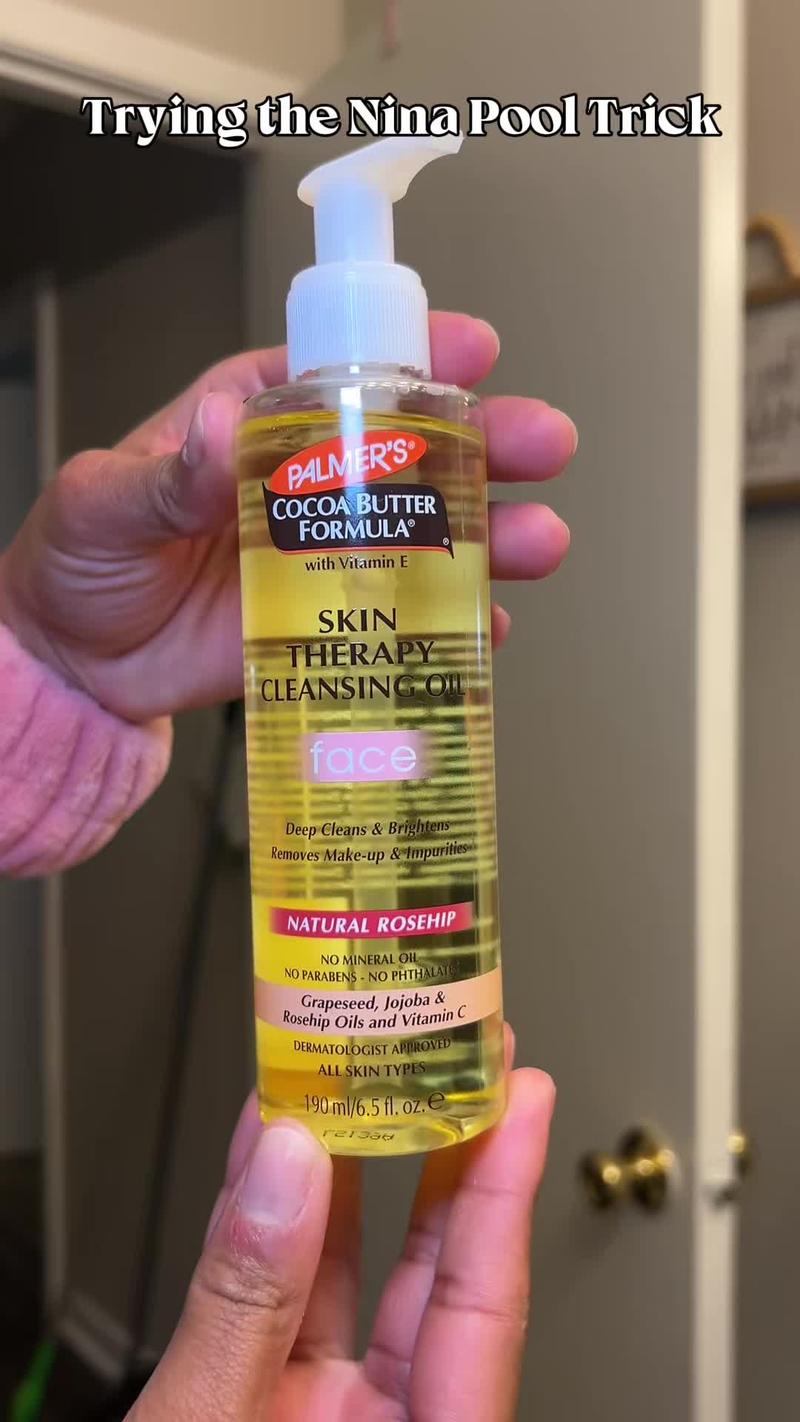 Trying the Nina Pool Trick
PALMER'S®
COCOA BUTTER
FORMULA®
with Vitamin E
SKIN
THERAPY
CLEANSING OIL
face
Deep Cleans & Brightens
Removes Make-up & Impurities
NATURAL ROSEHIP
NO MINERAL OIL
NO PARABENS - NO PHTHALATES
Grapeseed, Jojoba &
Rosehip Oils and Vitamin C
DERMATOLOGIST APPROVED
ALL SKIN TYPES
190 ml/6.5 fl. oz. ℮